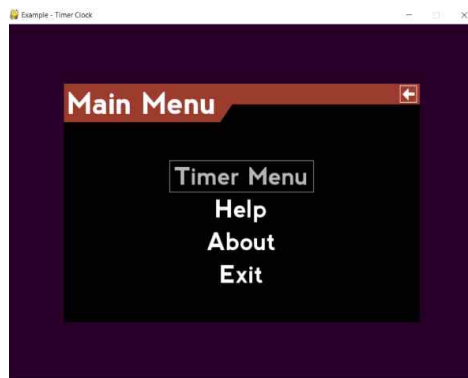 Example - Timer Clock
Main Menu
Timer Menu
Help
About
Exit